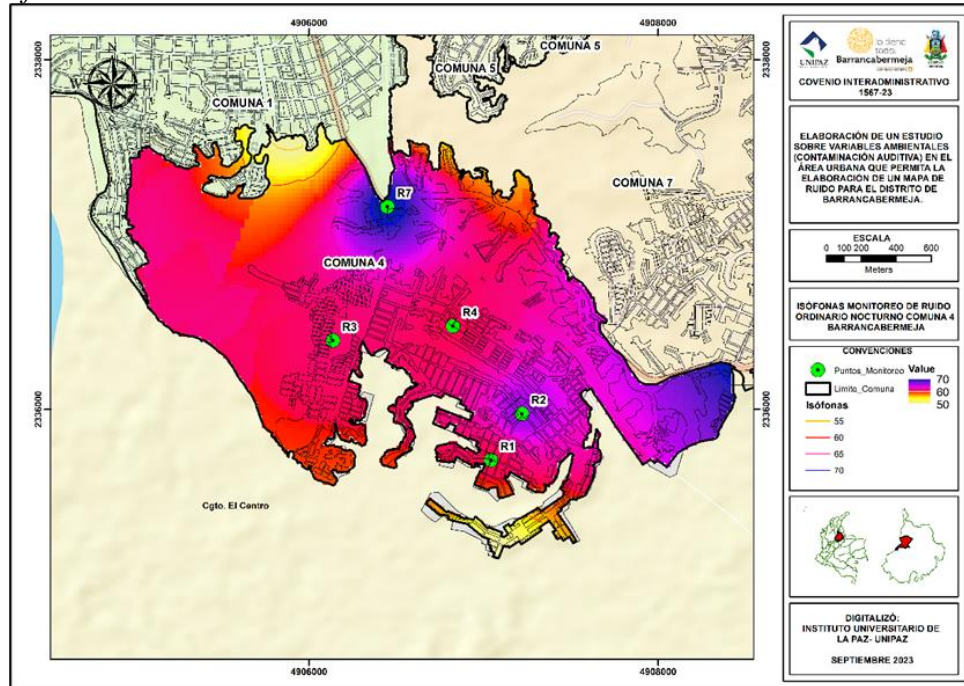 4906000
4908000
2338000
2338000
COMUNA 5
COMUNA 5
COMUNA 1
COMUNA 7
R7
COMUNA 4
R4
R3
R2
R1
2336000
2336000
Cgto. El Centro
4906000
4908000
UNIPAZ
Barrancabermeja
CONVENIO INTERADMINISTRATIVO
1567-23
ELABORACIÓN DE UN ESTUDIO
SOBRE VARIABLES AMBIENTALES
(CONTAMINACIÓN AUDITIVA) EN EL
ÁREA URBANA QUE PERMITA LA
ELABORACIÓN DE UN MAPA DE
RUIDO PARA EL DISTRITO DE
BARRANCABERMEJA.
ESCALA
0 100 200 400 600
Meters
ISÓFONAS MONITOREO DE RUIDO
ORDINARIO NOCTURNO COMUNA 4
BARRANCABERMEJA
CONVENCIONES
Puntos_Monitoreo
Limite_Comuna
Value
70
60
50
Isófonas
55
60
65
70
DIGITALIZÓ:
INSTITUTO UNIVERSITARIO DE
LA PAZ- UNIPAZ
SEPTIEMBRE 2023